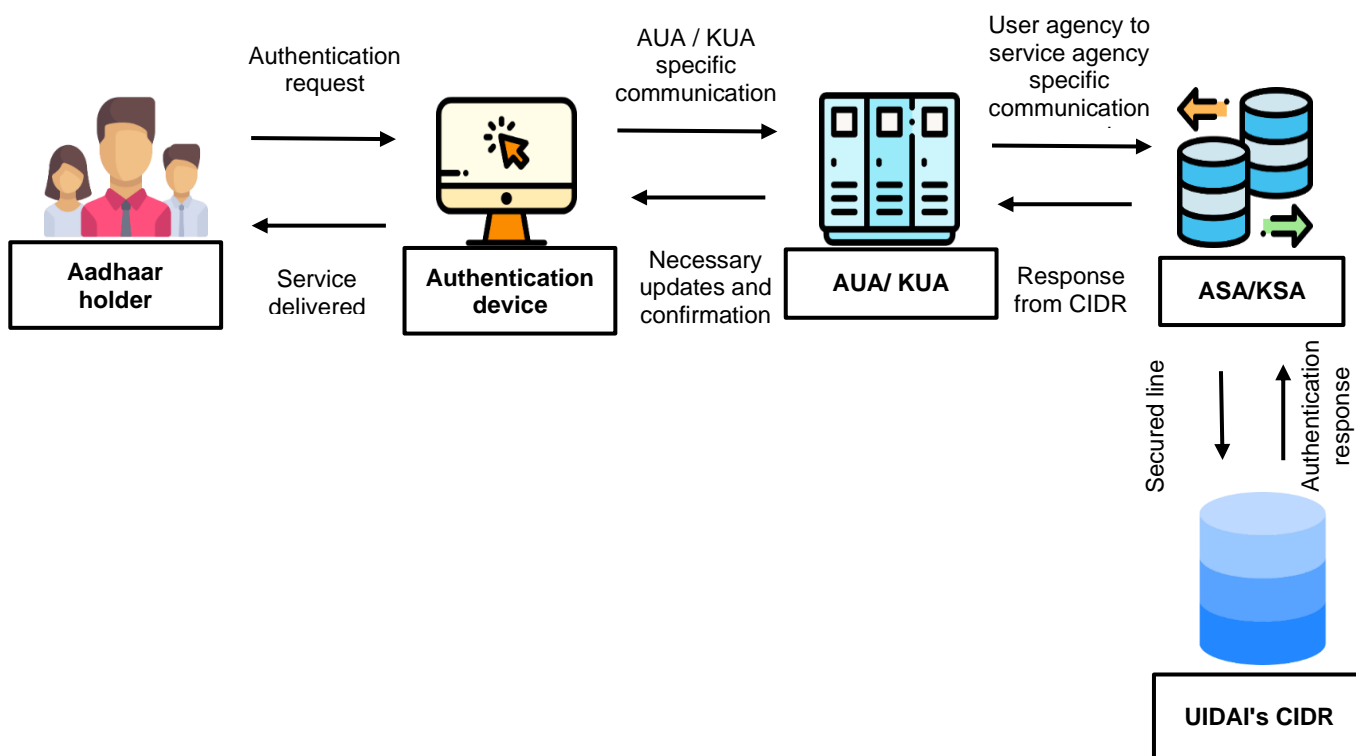 Authentication
request
AUA / KUA
specific
communication
User agency to
service agency
specific
communication
Aadhaar
holder
Service
delivered
Authentication
device
Necessary
updates and
confirmation
AUA/ KUA
Response
from CIDR
ASA/KSA
Secured line
Authentication
response
UIDAI's CIDR